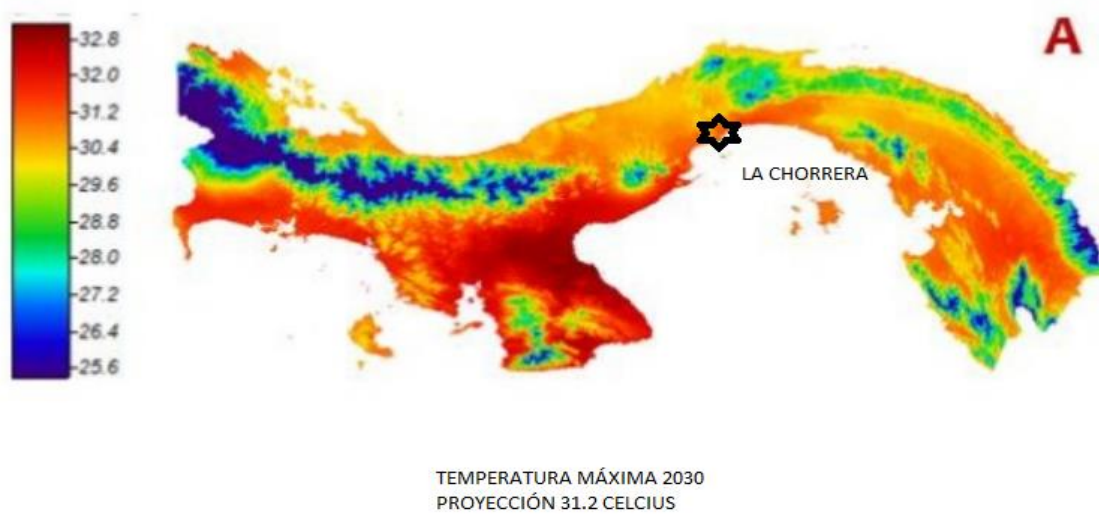 A
32.8
32.0
31.2
30.4
29.6
28.8
28.0
27.2
26.4
25.6
LA CHORRERA
TEMPERATURA MÁXIMA 2030
PROYECCIÓN 31.2 CELCIUS